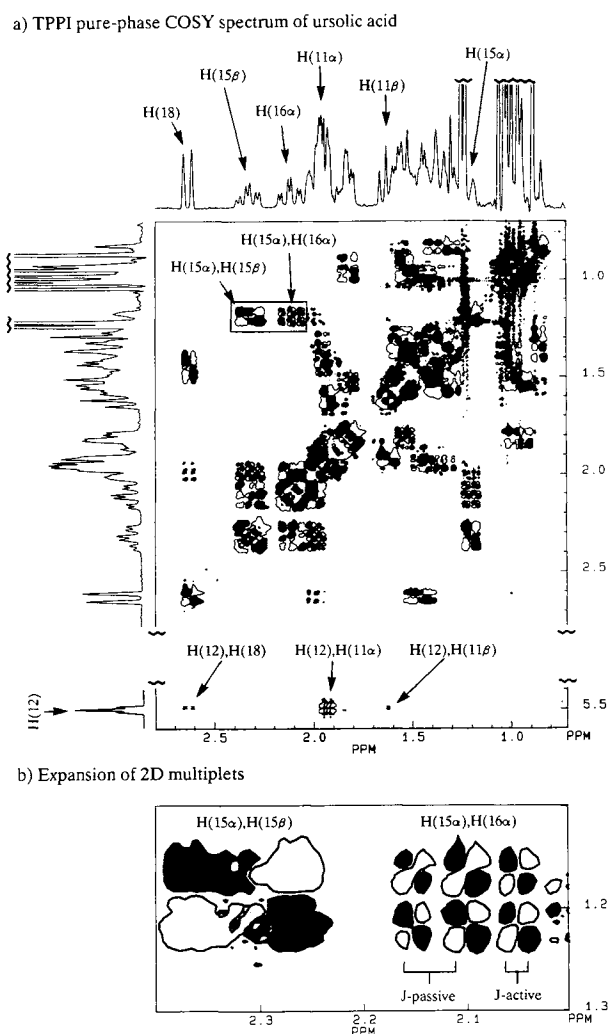 a) TPPI pure-phase COSY spectrum of ursolic acid
H(18)
H(15β)
H(16α)
H(11α)
H(11β)
H(15α)
H(15α),H(16α)
H(15α),H(15β)
1.0
1.5
2.0
2.5
H(12),H(18)
H(12),H(11α)
H(12),H(11β)
H(12)
5.5
2.5 2.0 1.5 1.0 PPM
PPM
b) Expansion of 2D multiplets
H(15α),H(15β)
H(15α),H(16α)
1.2
J-passive
J-active
1.3
2.3 2.2 2.1 PPM
PPM